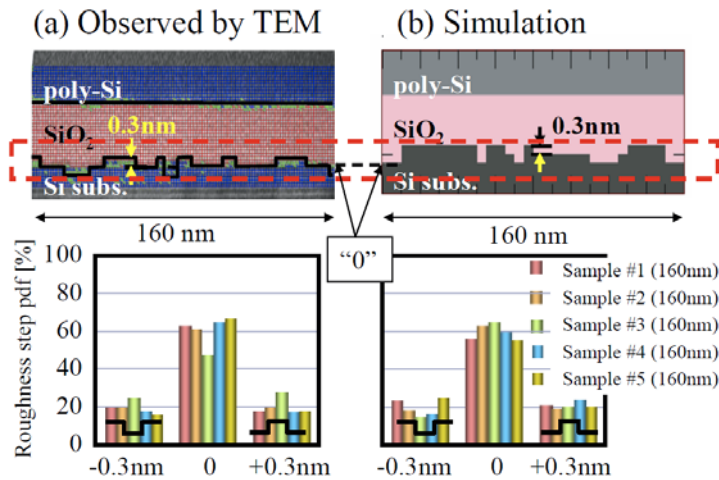 (a) Observed by TEM
(b) Simulation
poly-Si
SiO2
0.3nm
Si subs.
poly-Si
SiO2
0.3nm
Si subs.
160 nm
160 nm
"0"
Roughness step pdf [%]
100
80
60
40
20
0
-0.3nm 0 +0.3nm
Sample #1 (160nm)
Sample #2 (160nm)
Sample #3 (160nm)
Sample #4 (160nm)
Sample #5 (160nm)
-0.3nm 0 +0.3nm